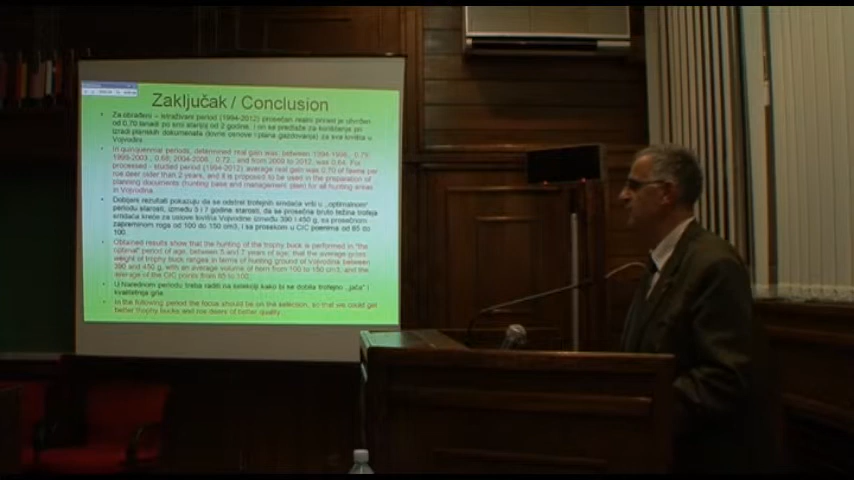 Zaključak / Conclusion
Za obrađeni – istraživani period (1994-2012) prosečan realni prirast je utvrđen
od 0,70 lanadi po srni starijoj od 2 godine, i on se predlaže za korišćenje pri
izradi planskih dokumenata (lovne osnove i plana gazdovanja) za sva lovišta u
Vojvodini.
In quinquennial periods, determined real gain was: between 1994-1998, 0,79;
1999-2003, 0,68; 2004-2008, 0,72, and from 2009 to 2012, was 0,64. For
processed - studied period (1994-2012) average real gain was 0,70 of fawns per
roe deer older than 2 years, and it is proposed to be used in the preparation of
planning documents (hunting base and management plan) for all hunting areas
in Vojvodina.
Dobijeni rezultati pokazuju da se odstrel trofejnih srndaća vrši u „optimalnom"
periodu starosti, između 5 i 7 godine starosti, da se prosečna bruto težina trofeja
srndaća kreće za uslove lovišta Vojvodine između 390 i 450 g, sa prosečnom
zapreminom roga od 100 do 150 cm3, i sa prosekom u CIC poenima od 85 do
100.
Obtained results show that the hunting of the trophy buck is performed in "the
optimal" period of age, between 5 and 7 years of age; that the average gross
weight of trophy buck ranges in terms of hunting ground of Vojvodina between
390 and 450 g, with an average volume of horn from 100 to 150 cm3, and the
average of the CIC points from 85 to 100.
U Narednom periodu treba raditi na selekciji kako bi se dobila trofejno „jača" i
kvalitetnija grla.
In the following period the focus should be on the selection, so that we could get
better trophy bucks and roe deers of better quality.